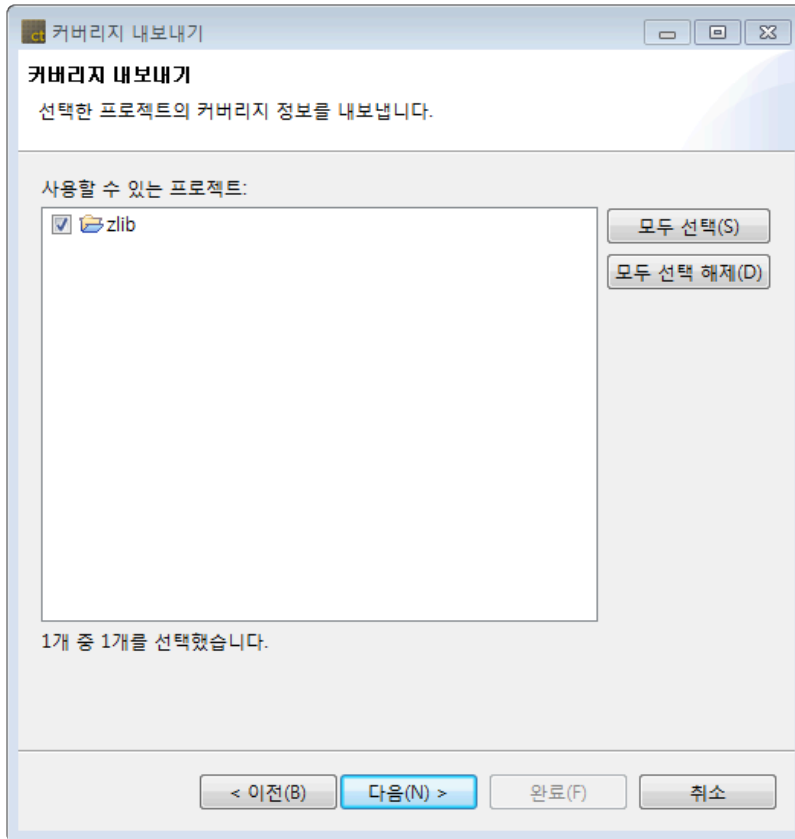 ct 커버리지 내보내기
커버리지 내보내기
선택한 프로젝트의 커버리지 정보를 내보냅니다.
사용할 수 있는 프로젝트:
zlib
모두 선택(S)
모두 선택 해제(D)
1개 중 1개를 선택했습니다.
< 이전(B) 다음(N) > 완료(F) 취소